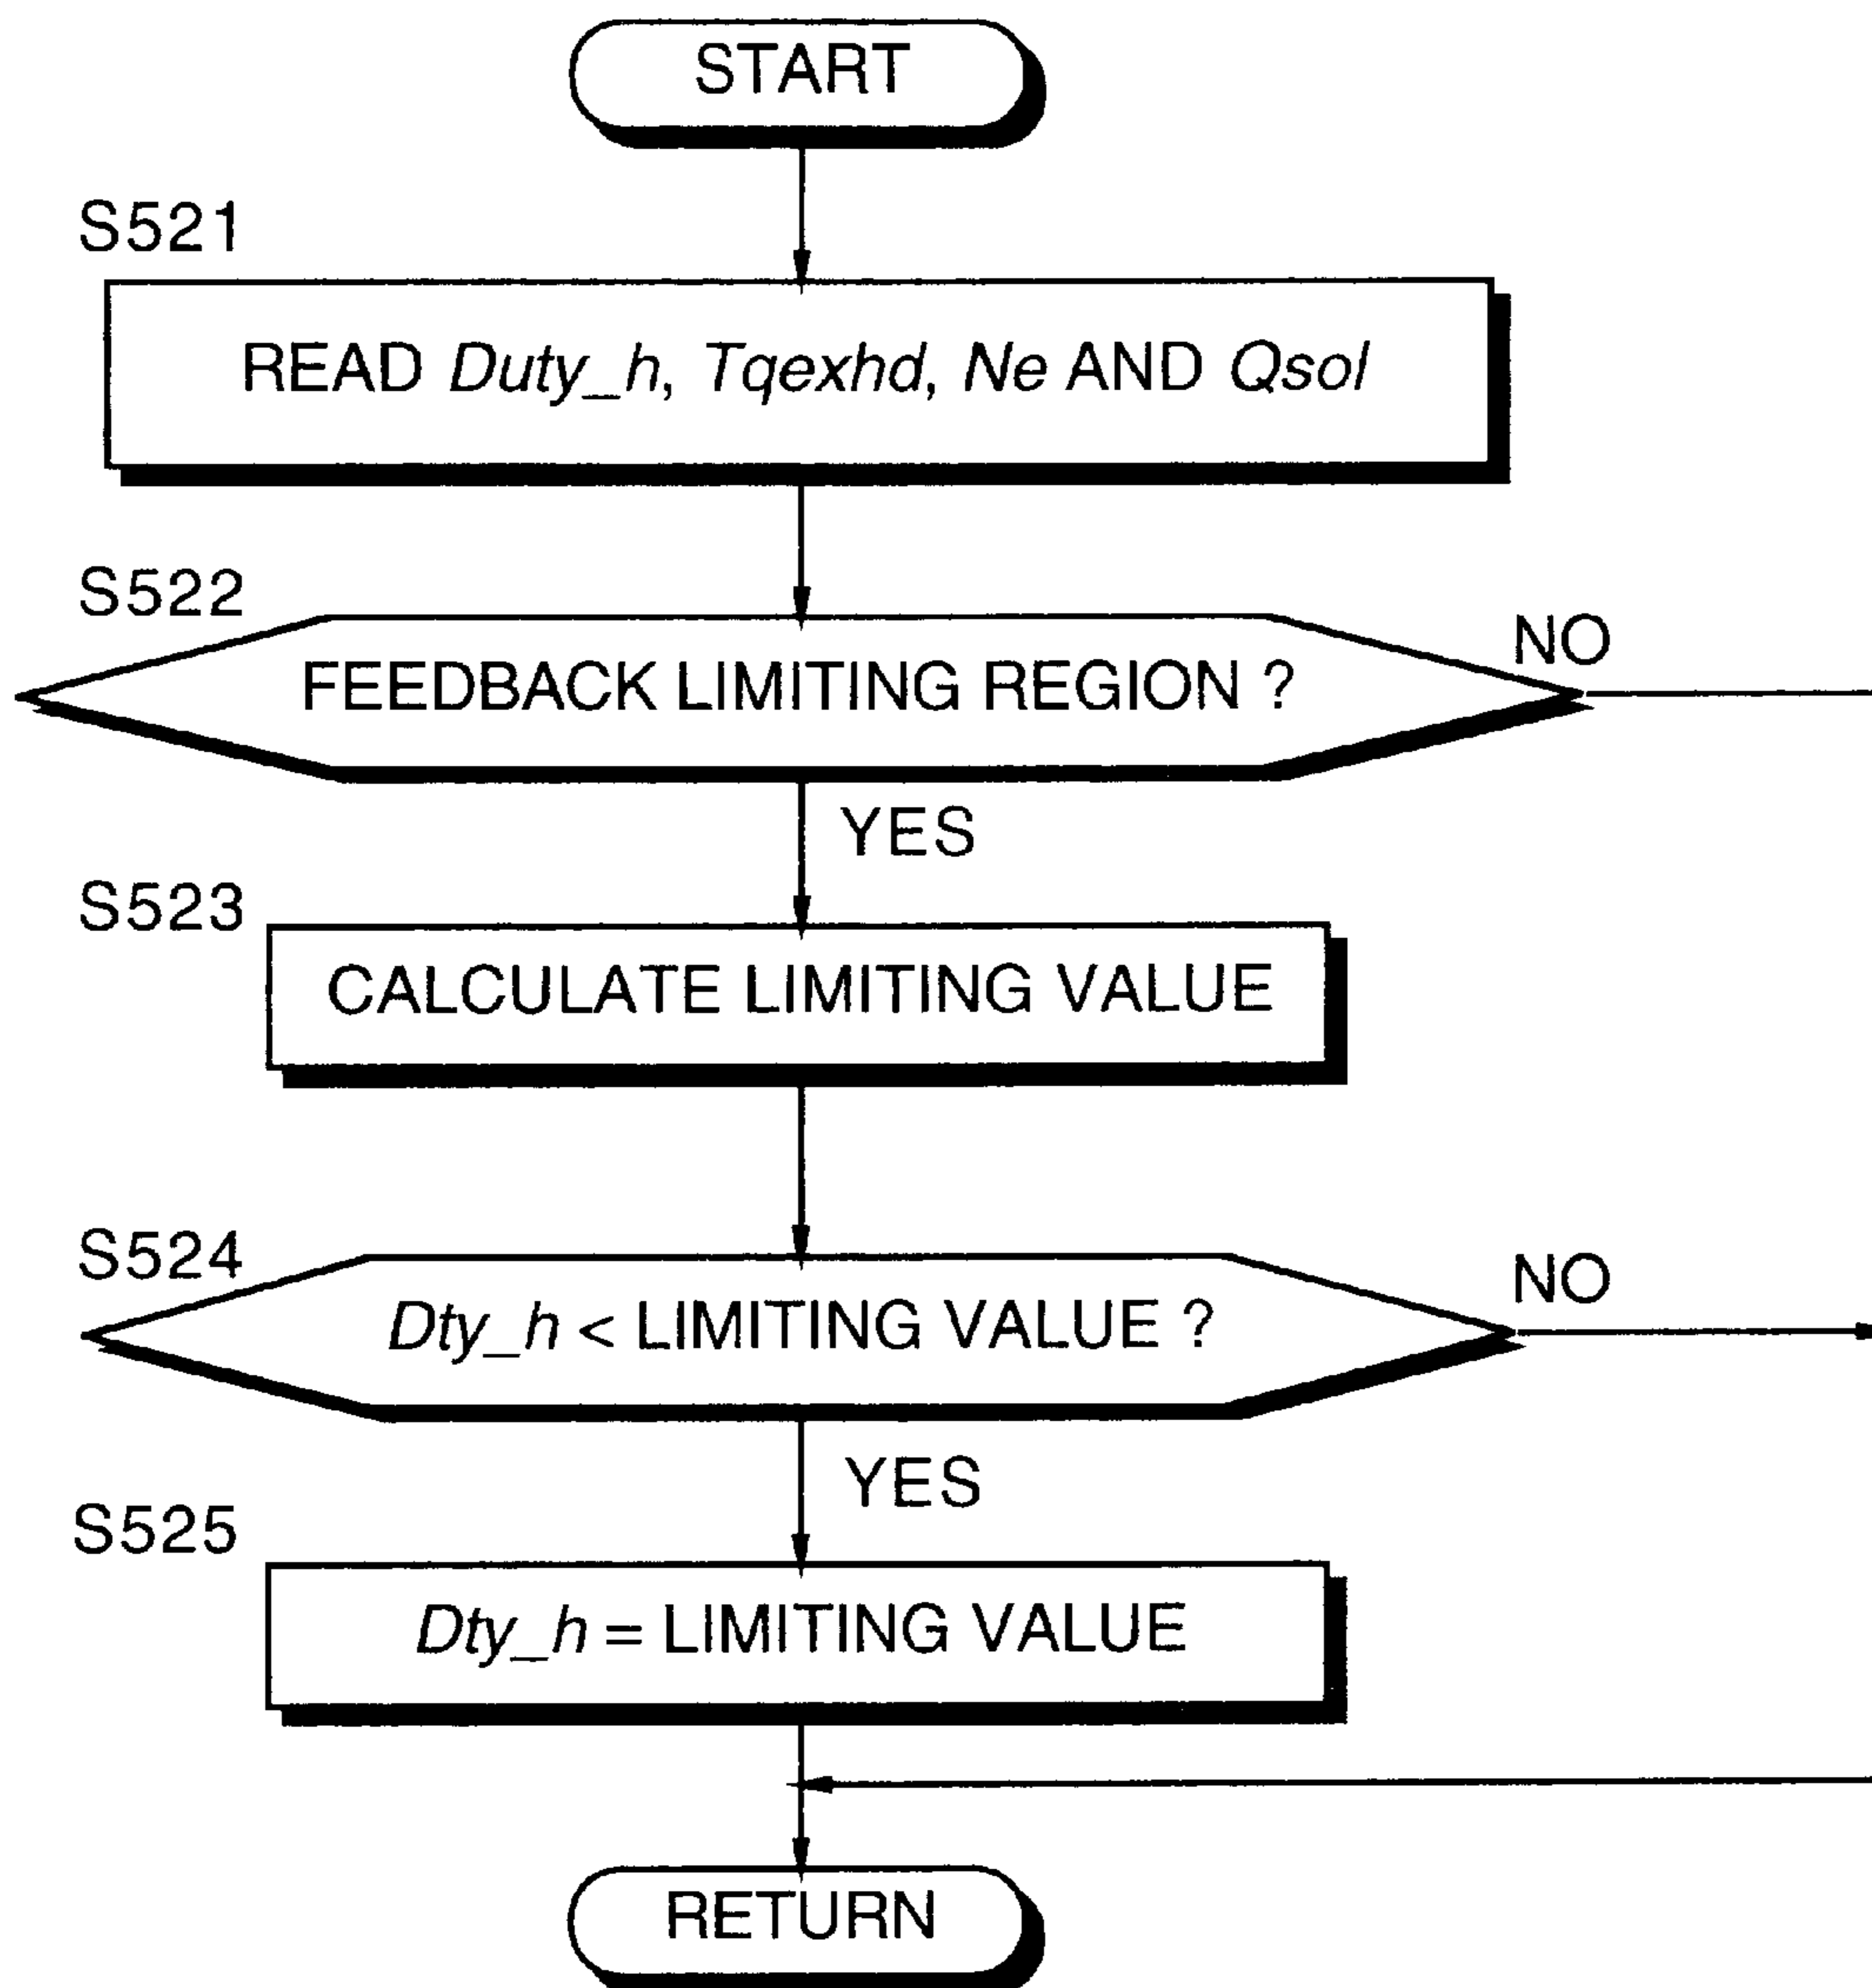 START
S521
READ Duty_h, Tqexhd, Ne AND Qsol
S522
FEEDBACK LIMITING REGION ?
NO
YES
S523
CALCULATE LIMITING VALUE
S524
Dty_h < LIMITING VALUE ?
NO
YES
S525
Dty_h = LIMITING VALUE
RETURN